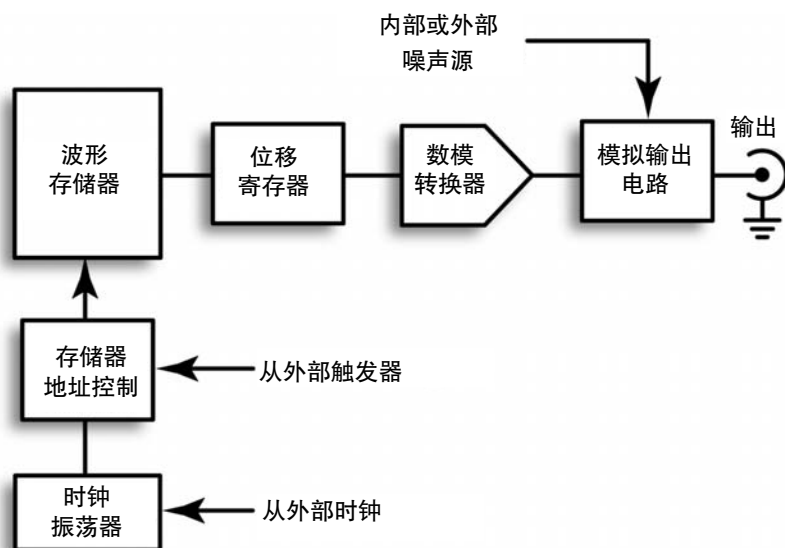 内部或外部
噪声源
波形
存储器
位移
寄存器
数模
转换器
模拟输出
电路
输出
存储器
地址控制
从外部触发器
时钟
振荡器
从外部时钟